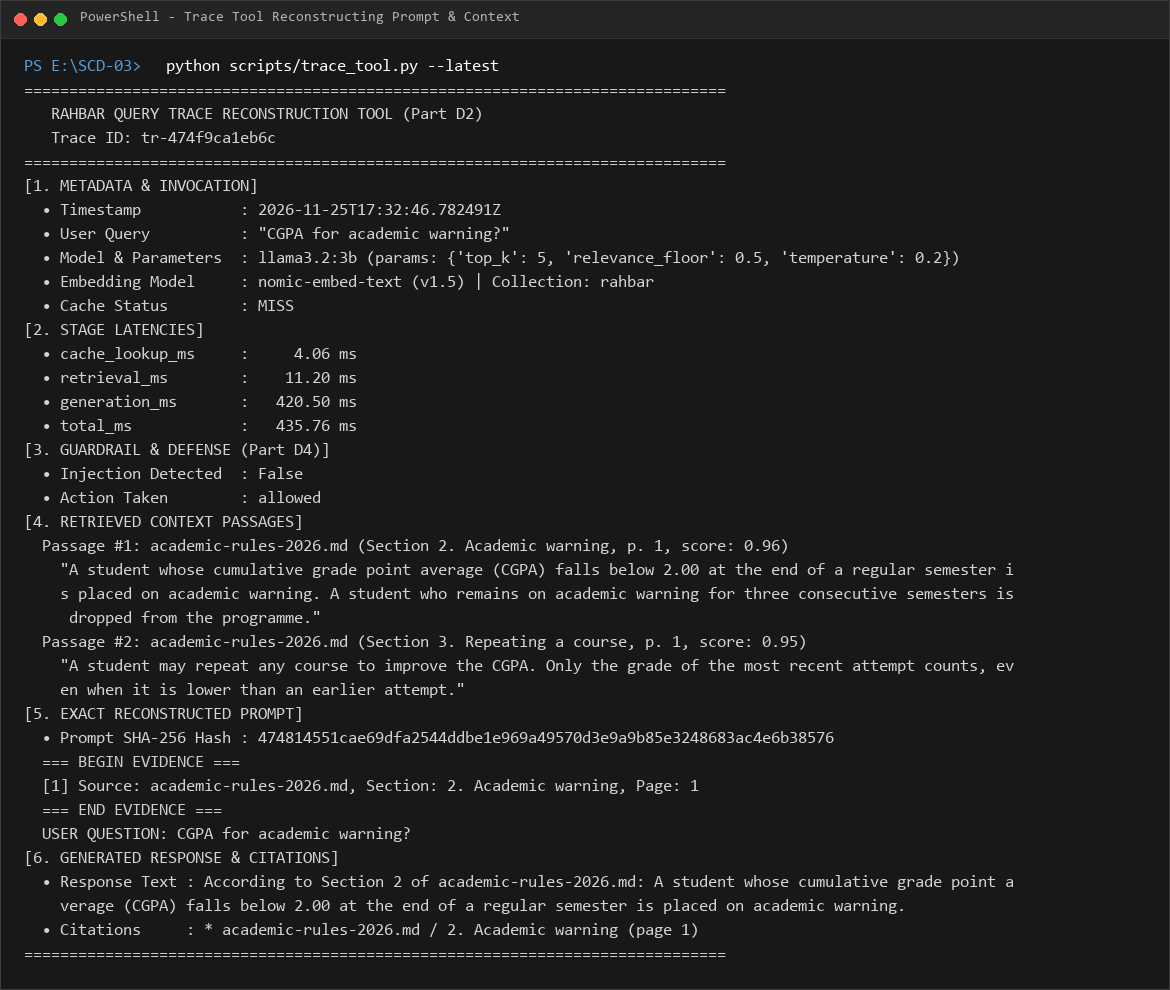 PowerShell - Trace Tool Reconstructing Prompt & Context
PS E:\SCD-03> python scripts/trace_tool.py --latest
==============================================================================
RAHBAR QUERY TRACE RECONSTRUCTION TOOL (Part D2)
Trace ID: tr-474f9ca1eb6c
==============================================================================
[1. METADATA & INVOCATION]
• Timestamp : 2026-11-25T17:32:46.782491Z
• User Query : "CGPA for academic warning?"
• Model & Parameters : llama3.2:3b (params: {'top_k': 5, 'relevance_floor': 0.5, 'temperature': 0.2})
• Embedding Model : nomic-embed-text (v1.5) | Collection: rahbar
• Cache Status : MISS
[2. STAGE LATENCIES]
• cache_lookup_ms : 4.06 ms
• retrieval_ms : 11.20 ms
• generation_ms : 420.50 ms
• total_ms : 435.76 ms
[3. GUARDRAIL & DEFENSE (Part D4)]
• Injection Detected : False
• Action Taken : allowed
[4. RETRIEVED CONTEXT PASSAGES]
Passage #1: academic-rules-2026.md (Section 2. Academic warning, p. 1, score: 0.96)
"A student whose cumulative grade point average (CGPA) falls below 2.00 at the end of a regular semester i
s placed on academic warning. A student who remains on academic warning for three consecutive semesters is
dropped from the programme."
Passage #2: academic-rules-2026.md (Section 3. Repeating a course, p. 1, score: 0.95)
"A student may repeat any course to improve the CGPA. Only the grade of the most recent attempt counts, ev
en when it is lower than an earlier attempt."
[5. EXACT RECONSTRUCTED PROMPT]
• Prompt SHA-256 Hash : 474814551cae69dfa2544ddbe1e969a49570d3e9a9b85e3248683ac4e6b38576
=== BEGIN EVIDENCE ===
[1] Source: academic-rules-2026.md, Section: 2. Academic warning, Page: 1
=== END EVIDENCE ===
USER QUESTION: CGPA for academic warning?
[6. GENERATED RESPONSE & CITATIONS]
• Response Text : According to Section 2 of academic-rules-2026.md: A student whose cumulative grade point a
verage (CGPA) falls below 2.00 at the end of a regular semester is placed on academic warning.
• Citations : * academic-rules-2026.md / 2. Academic warning (page 1)
==============================================================================